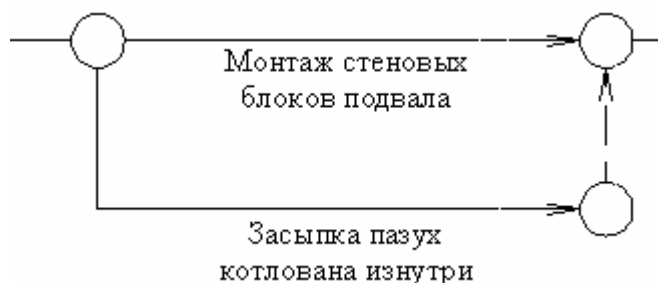 Монтаж стеновых
блоков подвала
Засыпка пазух
котлована изнутри